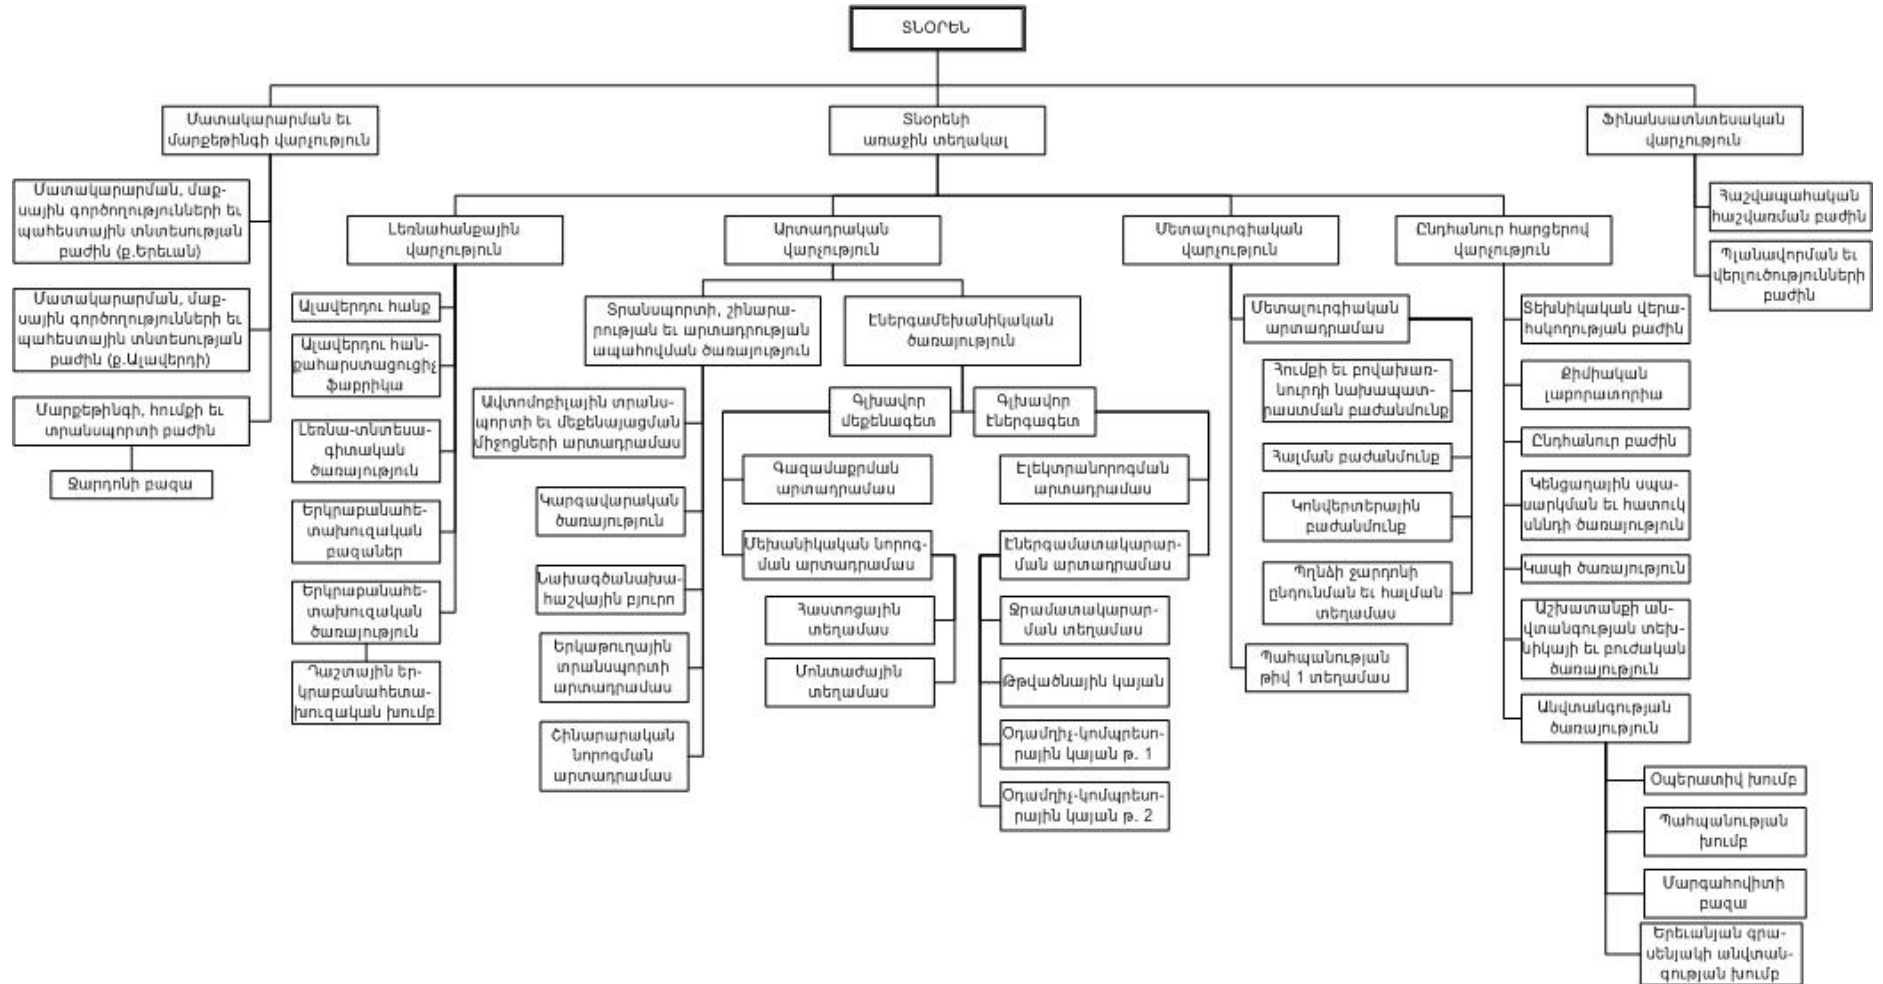 ՏՆՕՐԵՆ
Մատակարարման եւ
մարքեթինգի վարչություն
Տնօրենի
առաջին տեղակալ
Ֆինանսատնտեսական
վարչություն
Մատակարարման, մաք-
սային գործողությունների եւ
պահեստային տնտեսության
բաժին (ք.Երեւան)
Մատակարարման, մաք-
սային գործողությունների եւ
պահեստային տնտեսության
բաժին (ք.Ալավերդի)
Մարքեթինգի, հումքի եւ
տրանսպորտի բաժին
Ջարդոնի բազա
Լեռնահանքային
վարչություն
Ալավերդու հանք
Ալավերդու հան-
քահարստացուցիչ
ֆաբրիկա
Լեռնա-տնտեսա-
գիտական
ծառայություն
Երկրաբանահե-
տախուզական
բազաներ
Երկրաբանահե-
տախուզական
ծառայություն
Դաշտային եր-
կրաբանահետա-
խուզական խումբ
Արտադրական
վարչություն
Տրանսպորտի, շինարա-
րության եւ արտադրության
ապահովման ծառայություն
Ավտոմոբիլային տրանս-
պորտի եւ մեքենայացման
միջոցների արտադրամաս
Կարգավարական
ծառայություն
Նախագծանախա-
հաշվային բյուրո
Երկաթուղային
տրանսպորտի
արտադրամաս
Շինարարական
նորոգման
արտադրամաս
Էներգամեխանիկական
ծառայություն
Գլխավոր
մեքենագետ
Գազամաքրման
արտադրամաս
Մեխանիկական նորոգ-
ման արտադրամաս
Հաստոցային
տեղամաս
Մոնտաժային
տեղամաս
Գլխավոր
էներգագետ
Էլեկտրանորոգման
արտադրամաս
Էներգամատակարար-
ման արտադրամաս
Ջրամատակարար-
ման տեղամաս
Թթվածնային կայան
Օդամղիչ-կոմպրեսո-
րային կայան թ. 1
Օդամղիչ-կոմպրեսո-
րային կայան թ. 2
Մետալուրգիական
վարչություն
Մետալուրգիական
արտադրամաս
Հումքի եւ բովախառ-
նուրդի նախապատ-
րաստման բաժանմունք
Հալման բաժանմունք
Կոնվերտերային
բաժանմունք
Պղնձի ջարդոնի
ընդունման եւ հալման
տեղամաս
Պահպանության
թիվ 1 տեղամաս
Ընդհանուր հարցերով
վարչություն
Տեխնիկական վերա-
հսկողության բաժին
Քիմիական
լաբորատորիա
Ընդհանուր բաժին
Կենցաղային սպա-
սարկման եւ հատուկ
սննդի ծառայություն
Կապի ծառայություն
Աշխատանքի ան-
վտանգության տեխ-
նիկայի եւ բուժական
ծառայություն
Անվտանգության
ծառայություն
Օպերատիվ խումբ
Պահպանության
խումբ
Մարգահովիտի
բազա
Երեւանյան գրա-
սենյակի անվտան-
գության խումբ
Հաշվապահական
հաշվառման բաժին
Պլանավորման եւ
վերլուծությունների
բաժին